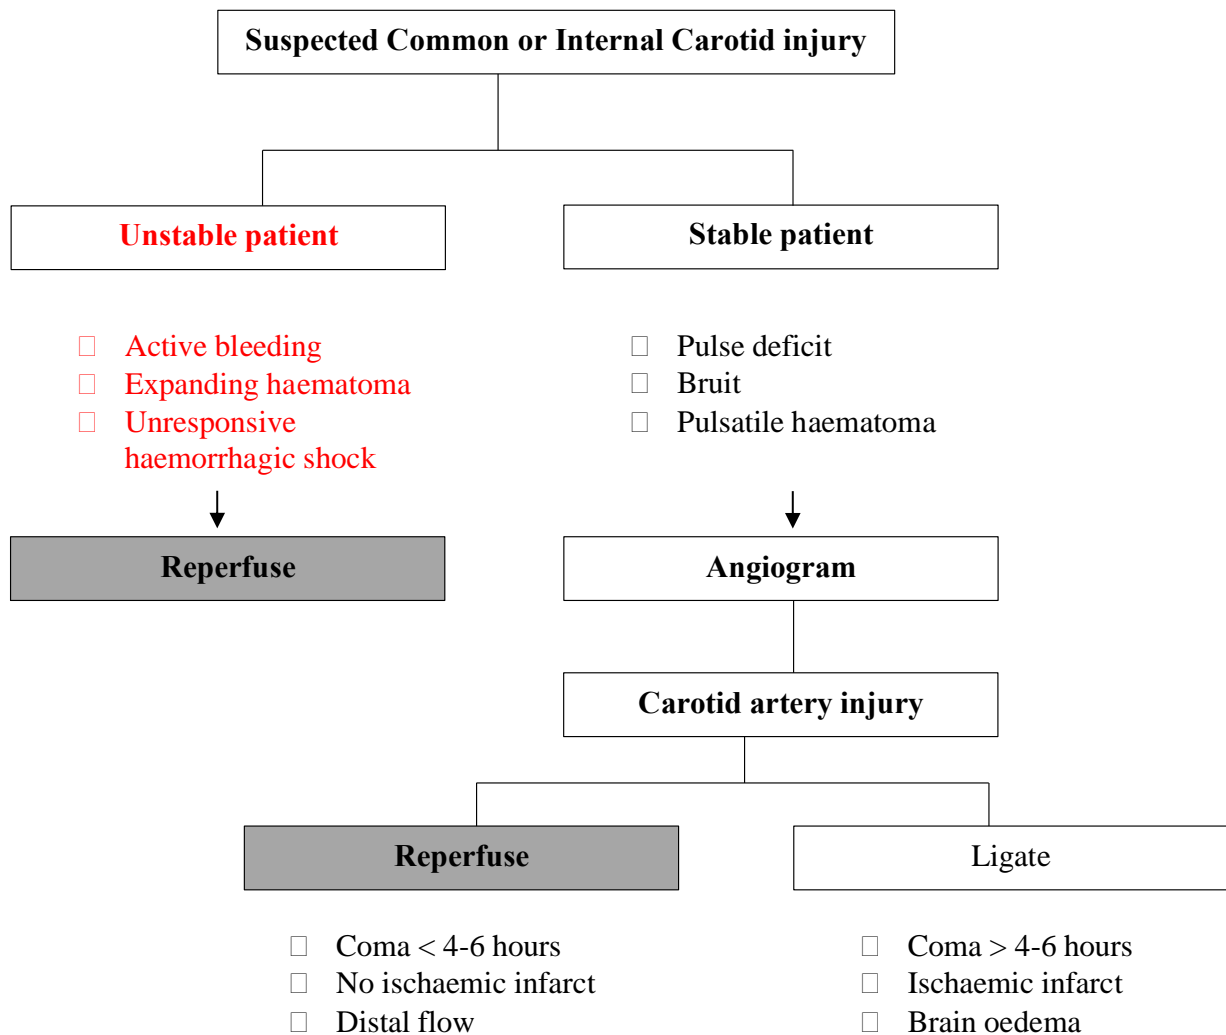 Suspected Common or Internal Carotid injury
Unstable patient
Stable patient
Active bleeding
Expanding haematoma
Unresponsive
haemorrhagic shock
Pulse deficit
Bruit
Pulsatile haematoma
Reperfuse
Angiogram
Carotid artery injury
Reperfuse
Ligate
Coma < 4-6 hours
No ischaemic infarct
Distal flow
Coma > 4-6 hours
Ischaemic infarct
Brain oedema